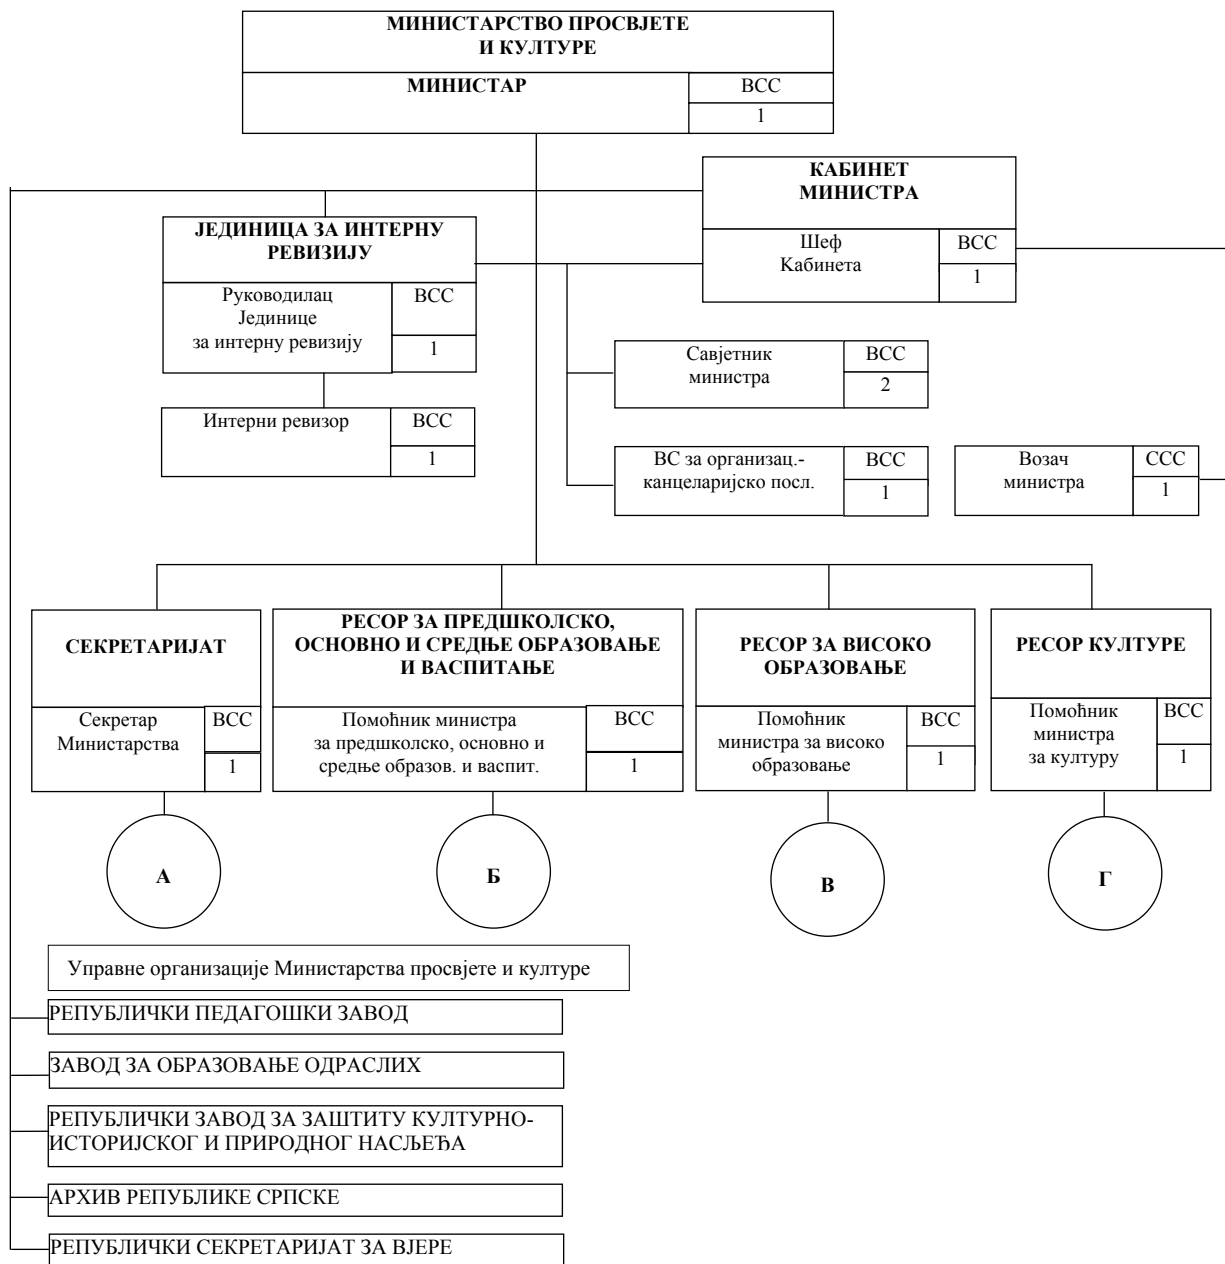 МИНИСТАРСТВО ПРОСВЈЕТЕ
И КУЛТУРЕ
МИНИСТАР
ВСС
1
КАБИНЕТ
МИНИСТРА
Шеф
Кабинета
ВСС
1
ЈЕДИНИЦА ЗА ИНТЕРНУ
РЕВИЗИЈУ
Руководилац
Јединице
за интерну ревизију
ВСС
1
Интерни ревизор
ВСС
1
Савјетник
министра
ВСС
2
ВС за организац.-
канцеларијско посл.
ВСС
1
Возач
министра
ССС
1
СЕКРЕТАРИЈАТ
Секретар
Министарства
ВСС
1
РЕСОР ЗА ПРЕДШКОЛСКО,
ОСНОВНО И СРЕДЊЕ ОБРАЗОВАЊЕ
И ВАСПИТАЊЕ
Помоћник министра
за предшколско, основно и
средње образов. и васпит.
ВСС
1
РЕСОР ЗА ВИСОКО
ОБРАЗОВАЊЕ
Помоћник
министра за високо
образовање
ВСС
1
РЕСОР КУЛТУРЕ
Помоћник
министра
за културу
ВСС
1
А
Б
В
Г
Управне организације Министарства просвјете и културе
РЕПУБЛИЧКИ ПЕДАГОШКИ ЗАВОД
ЗАВОД ЗА ОБРАЗОВАЊЕ ОДРАСЛИХ
РЕПУБЛИЧКИ ЗАВОД ЗА ЗАШТИТУ КУЛТУРНО-
ИСТОРИЈСКОГ И ПРИРОДНОГ НАСЉЕЂА
АРХИВ РЕПУБЛИКЕ СРПСКЕ
РЕПУБЛИЧКИ СЕКРЕТАРИЈАТ ЗА ВЈЕРЕ